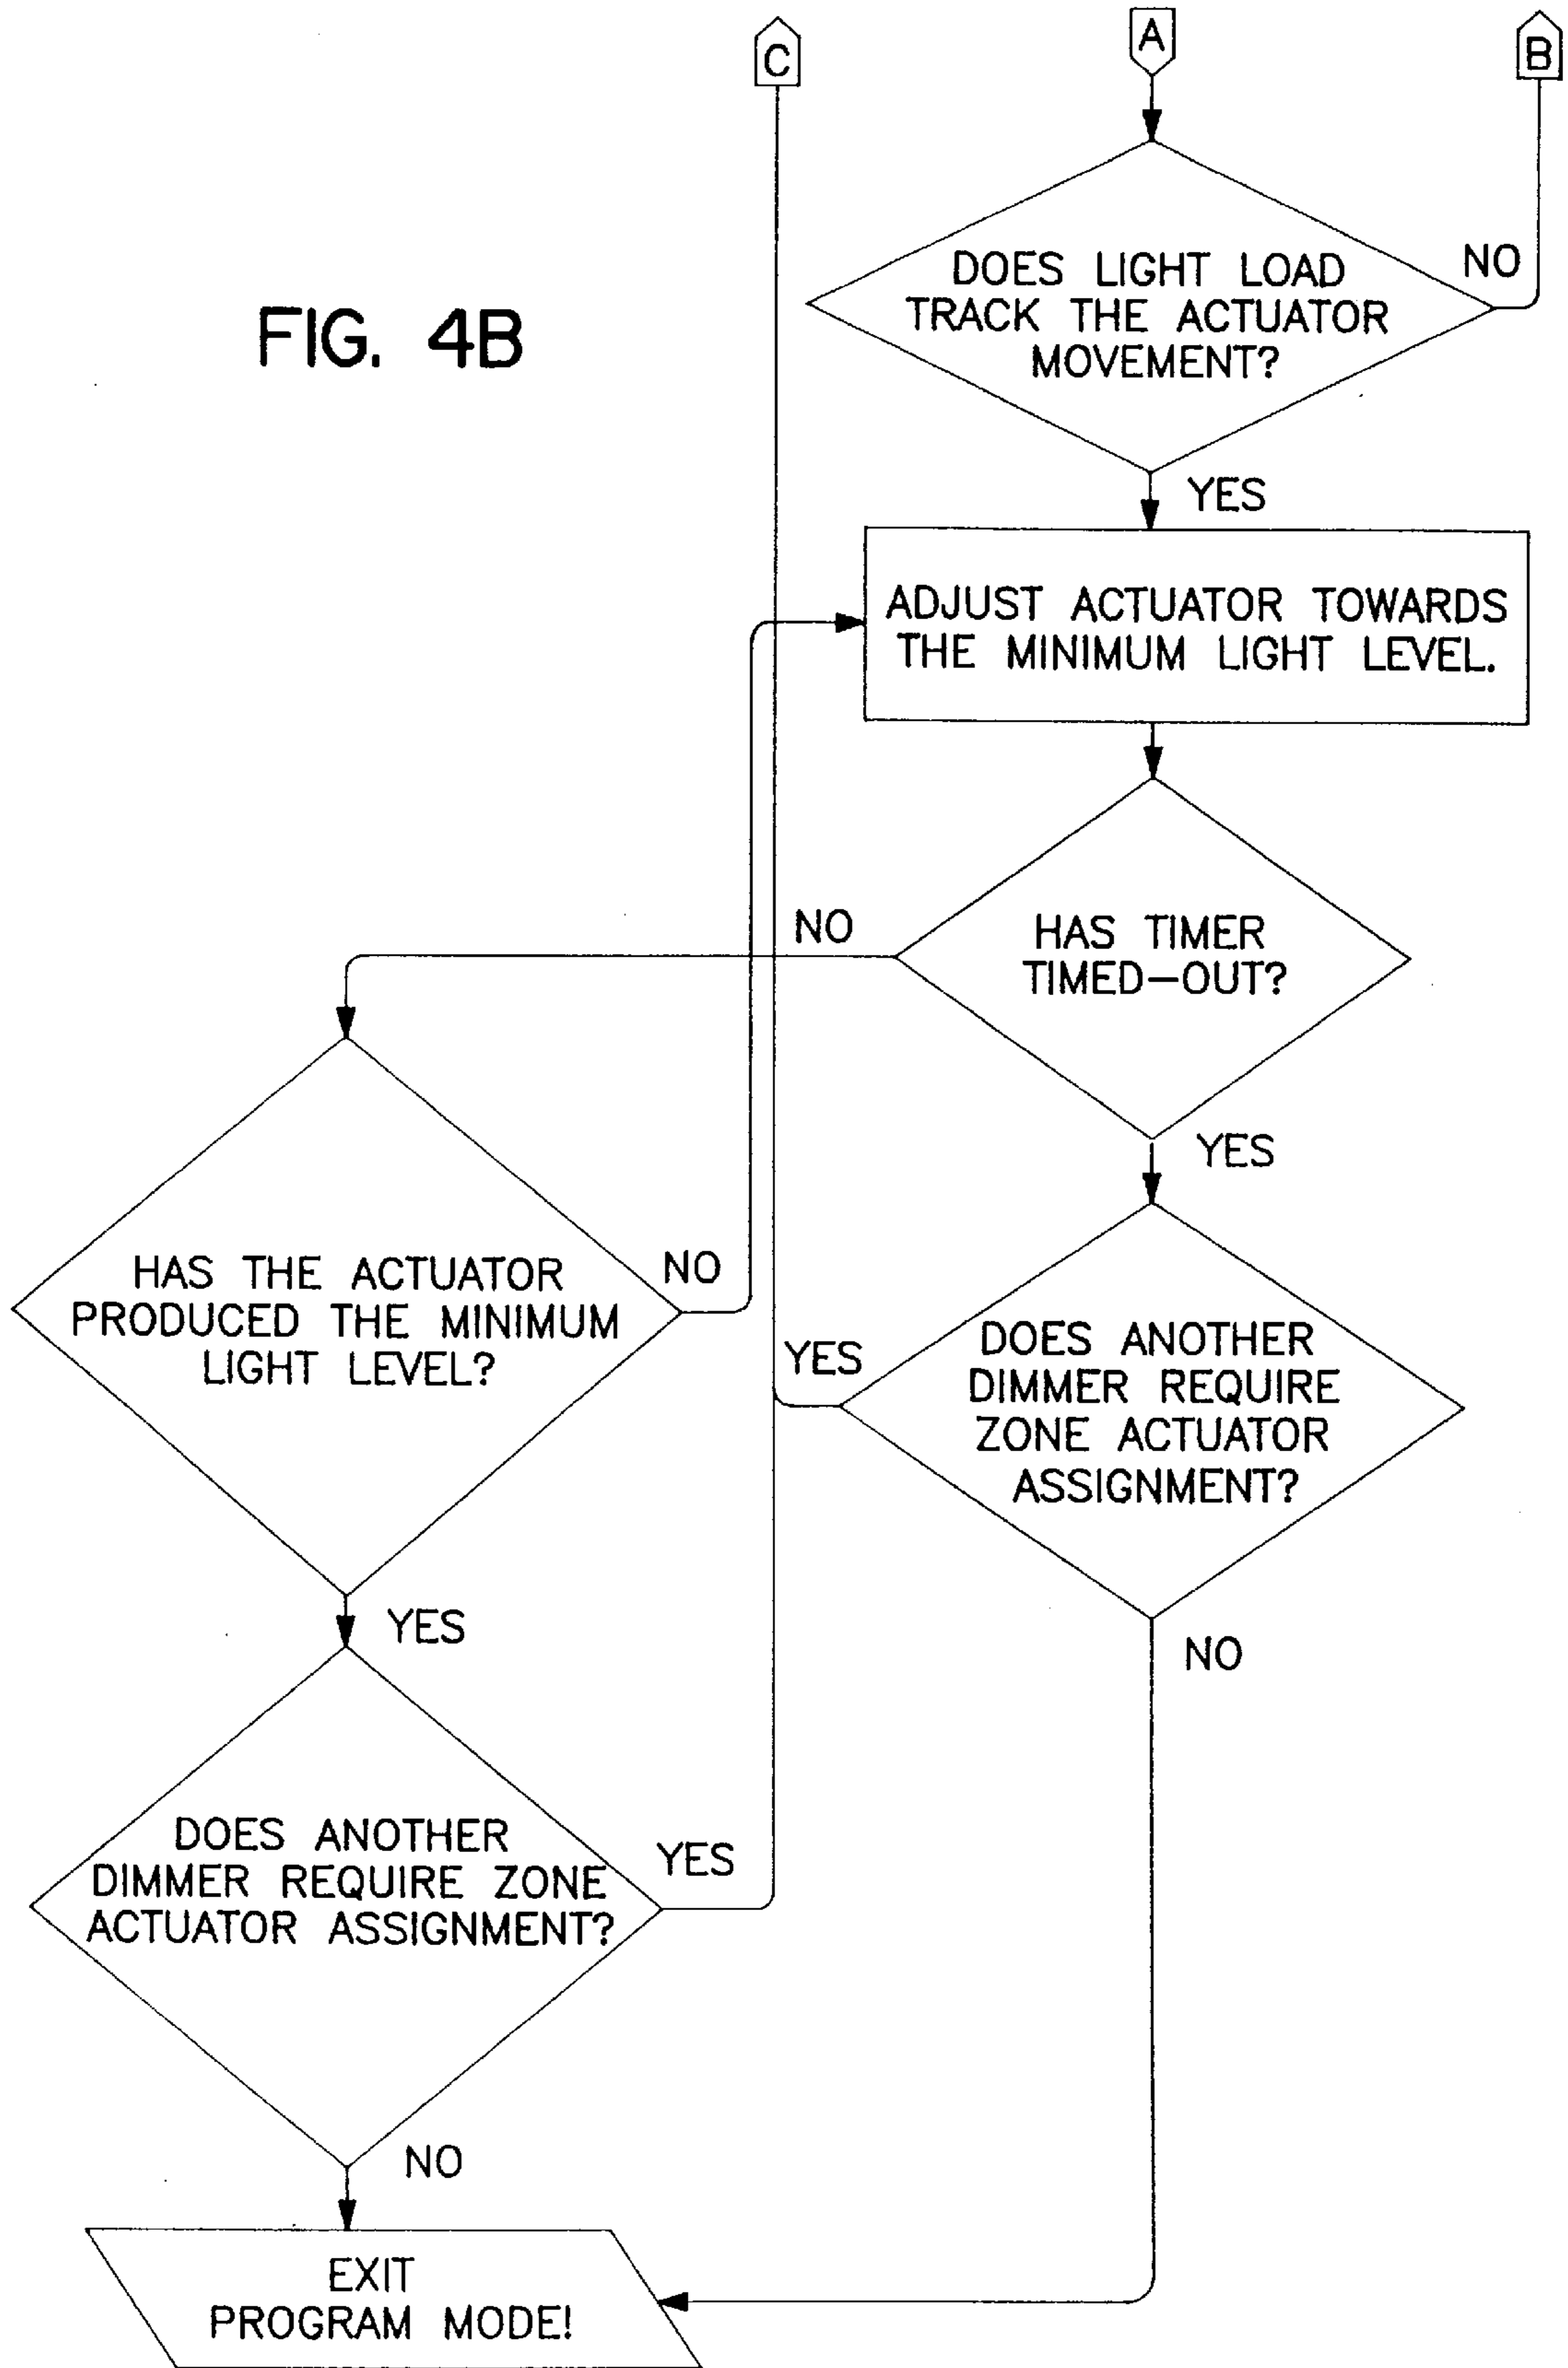 C
A
B
FIG. 4B
DOES LIGHT LOAD
TRACK THE ACTUATOR
MOVEMENT?
NO
YES
ADJUST ACTUATOR TOWARDS
THE MINIMUM LIGHT LEVEL.
HAS TIMER
TIMED-OUT?
NO
YES
HAS THE ACTUATOR
PRODUCED THE MINIMUM
LIGHT LEVEL?
NO
YES
DOES ANOTHER
DIMMER REQUIRE
ZONE ACTUATOR
ASSIGNMENT?
YES
NO
DOES ANOTHER
DIMMER REQUIRE ZONE
ACTUATOR ASSIGNMENT?
YES
NO
EXIT
PROGRAM MODE!